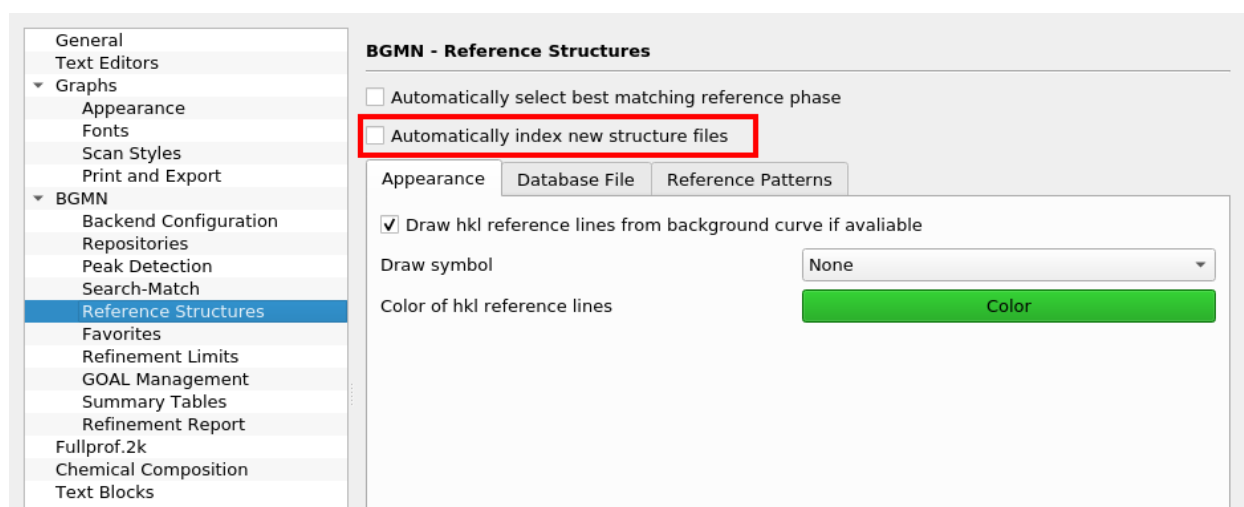 General
Text Editors
Graphs
Appearance
Fonts
Scan Styles
Print and Export
BGMN
Backend Configuration
Repositories
Peak Detection
Search-Match
Reference Structures
Favorites
Refinement Limits
GOAL Management
Summary Tables
Refinement Report
Fullprof.2k
Chemical Composition
Text Blocks
BGMN - Reference Structures
Automatically select best matching reference phase
Automatically index new structure files
Appearance Database File Reference Patterns
Draw hkl reference lines from background curve if avaliable
Draw symbol None
Color of hkl reference lines Color